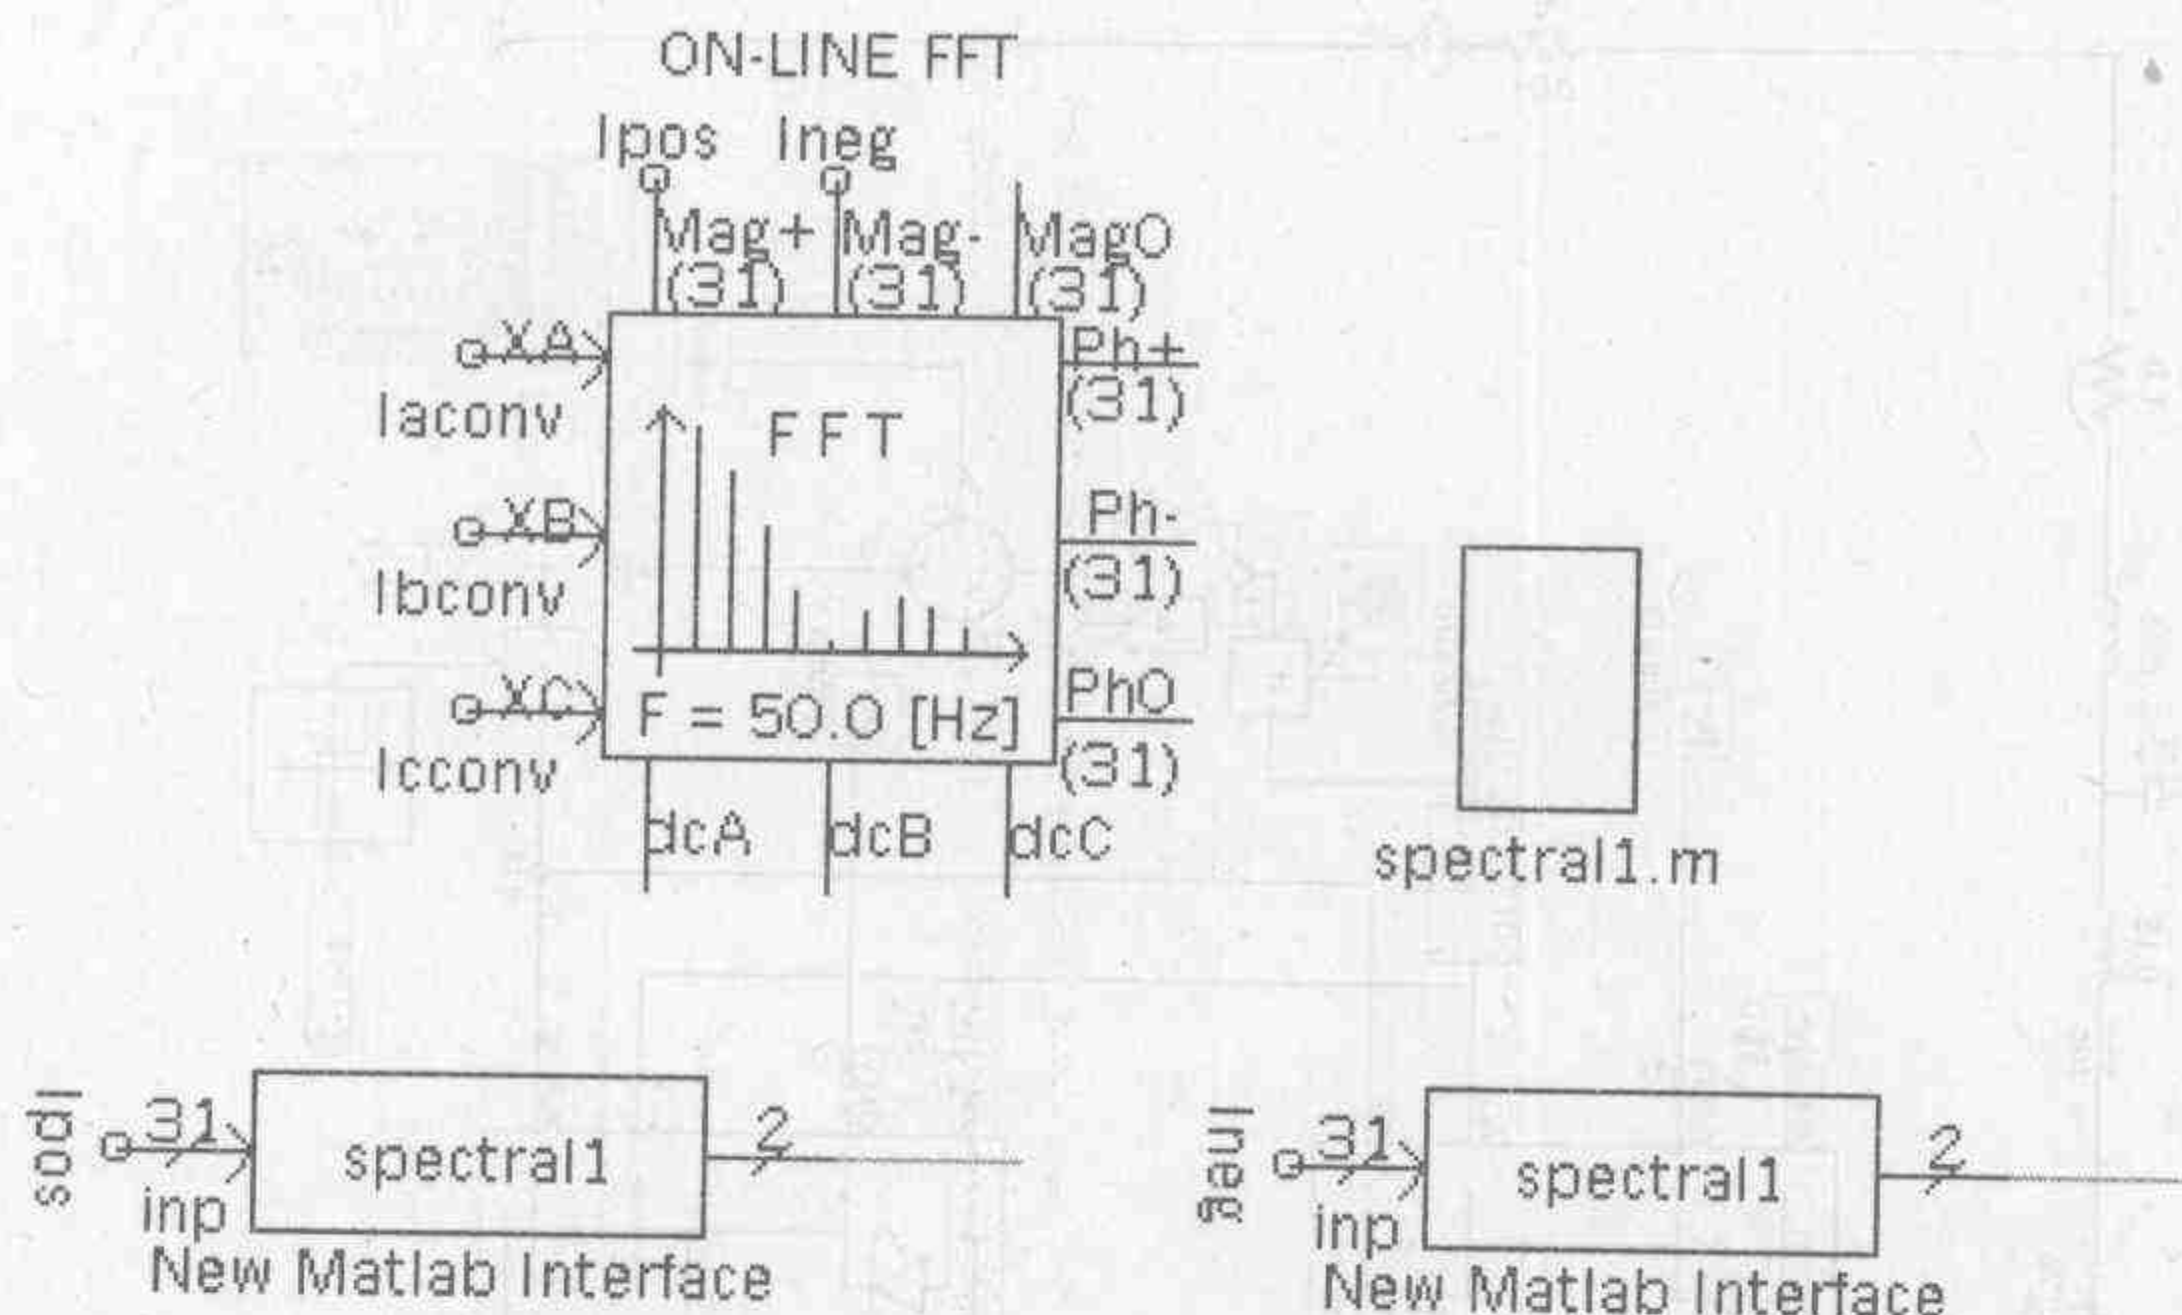 ON-LINE FFT
Ipos Ineg
Mag+ Mag- Mag0
(31) (31) (31)
XA
Iaconv
Ph+
(31)
FFT
XB
Ibconv
Ph-
(31)
XC
Icconv
F = 50.0 [Hz]
Ph0
(31)
dcA dcB dcC
spectral1.m
Ipos
31
inp
spectral1
2
New Matlab Interface
Ineg
31
inp
spectral1
2
New Matlab Interface